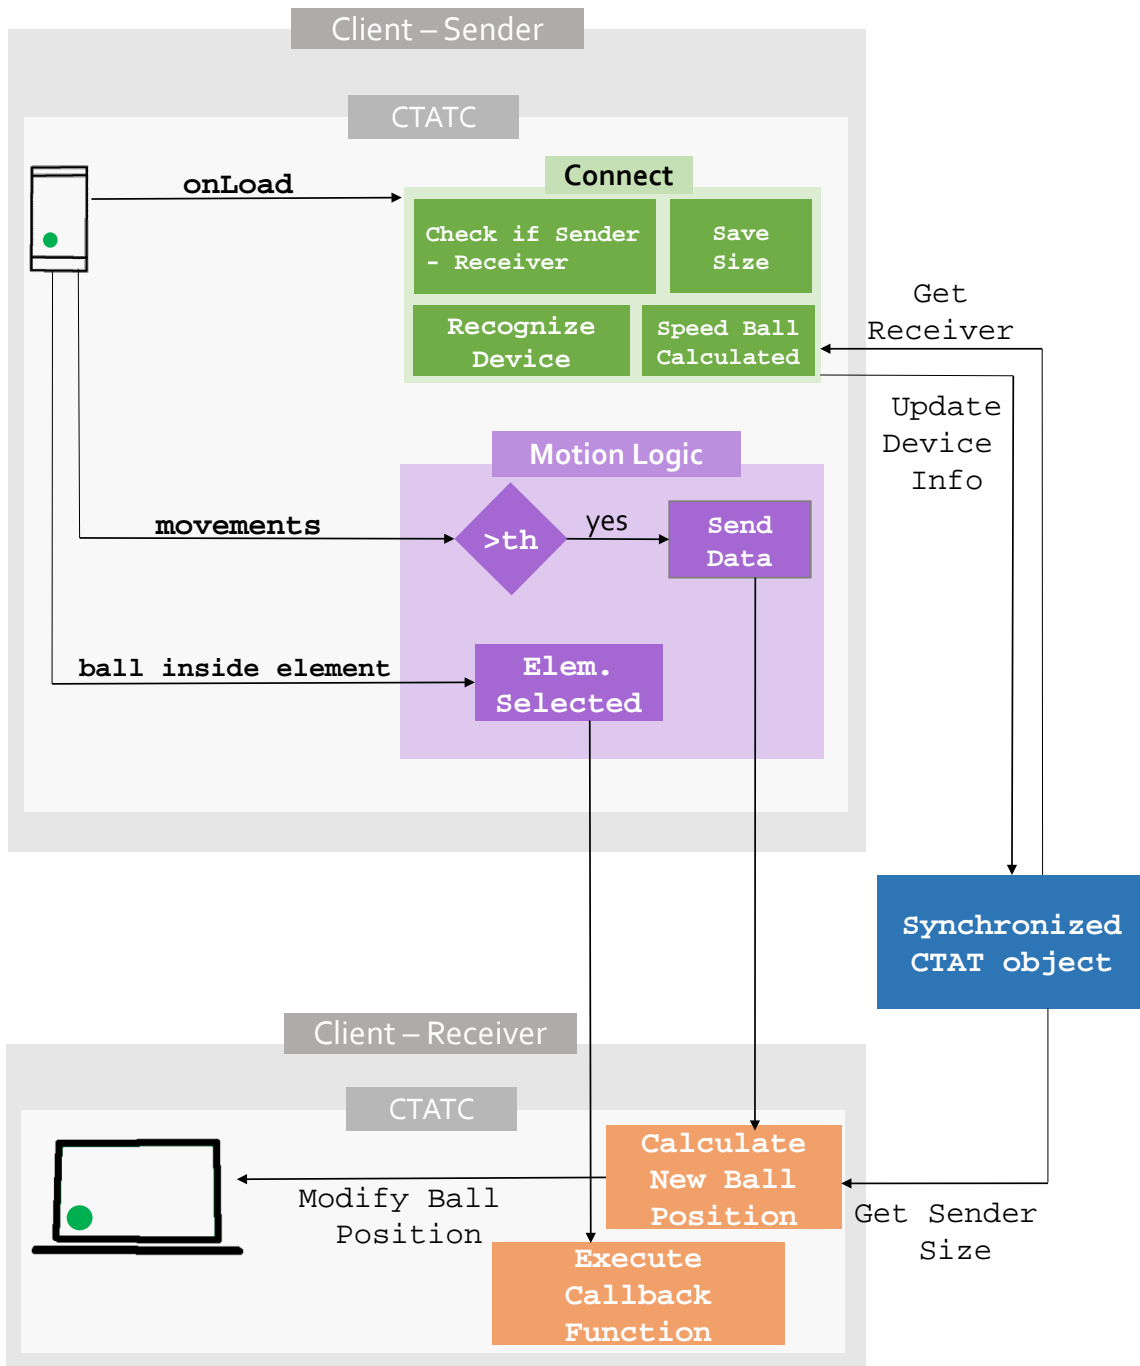 Client – Sender
CTATC
onLoad
Connect
Check if Sender
- Receiver
Save
Size
Recognize
Device
Speed Ball
Calculated
Get
Receiver
Update
Device
Info
Motion Logic
movements
>th
yes
Send
Data
ball inside element
Elem.
Selected
Synchronized
CTAT object
Client – Receiver
CTATC
Calculate
New Ball
Position
Modify Ball
Position
Get Sender
Size
Execute
Callback
Function